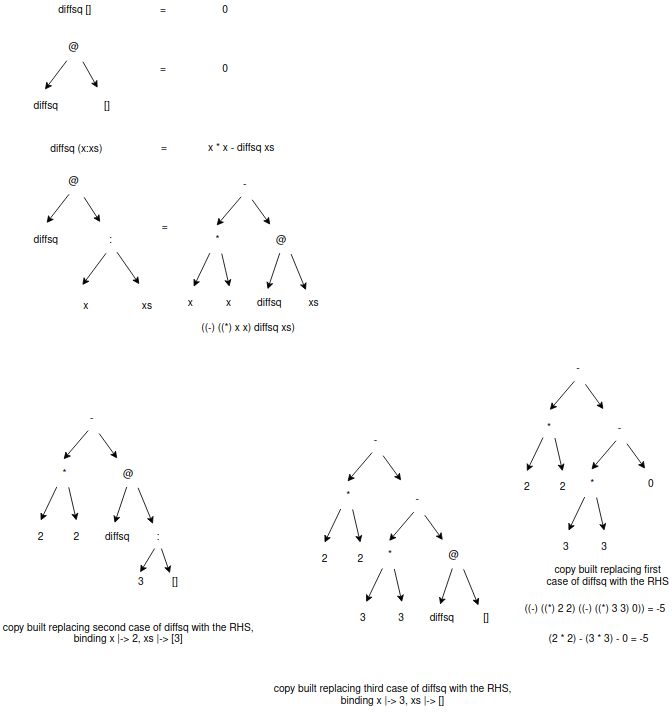 diffsq [] = 0
@ = 0
diffsq []
diffsq (x:xs) = x * x - diffsq xs
@ -
diffsq : = * @
x xs x x diffsq xs
((-) ((*) x x) diffsq xs)
-
* @
2 2 diffsq :
3 []
copy built replacing second case of diffsq with the RHS,
binding x |-> 2, xs |-> [3]
-
* -
2 2 * @
3 3 diffsq []
copy built replacing third case of diffsq with the RHS,
binding x |-> 3, xs |-> []
-
* -
2 2 * 0
3 3
copy built replacing first
case of diffsq with the RHS
((-) ((*) 2 2) ((-) ((*) 3 3) 0)) = -5
(2 * 2) - (3 * 3) - 0 = -5